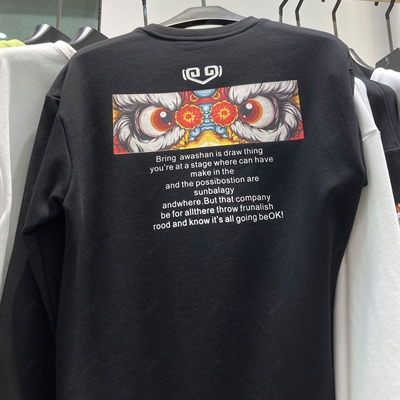 Bring awashan is draw thing
you're at a stage where can have
make in the
and the possibostion are
sunbalagy
andwhere.But that company
be for allthere throw frunalish
rood and know it's all going beOK!